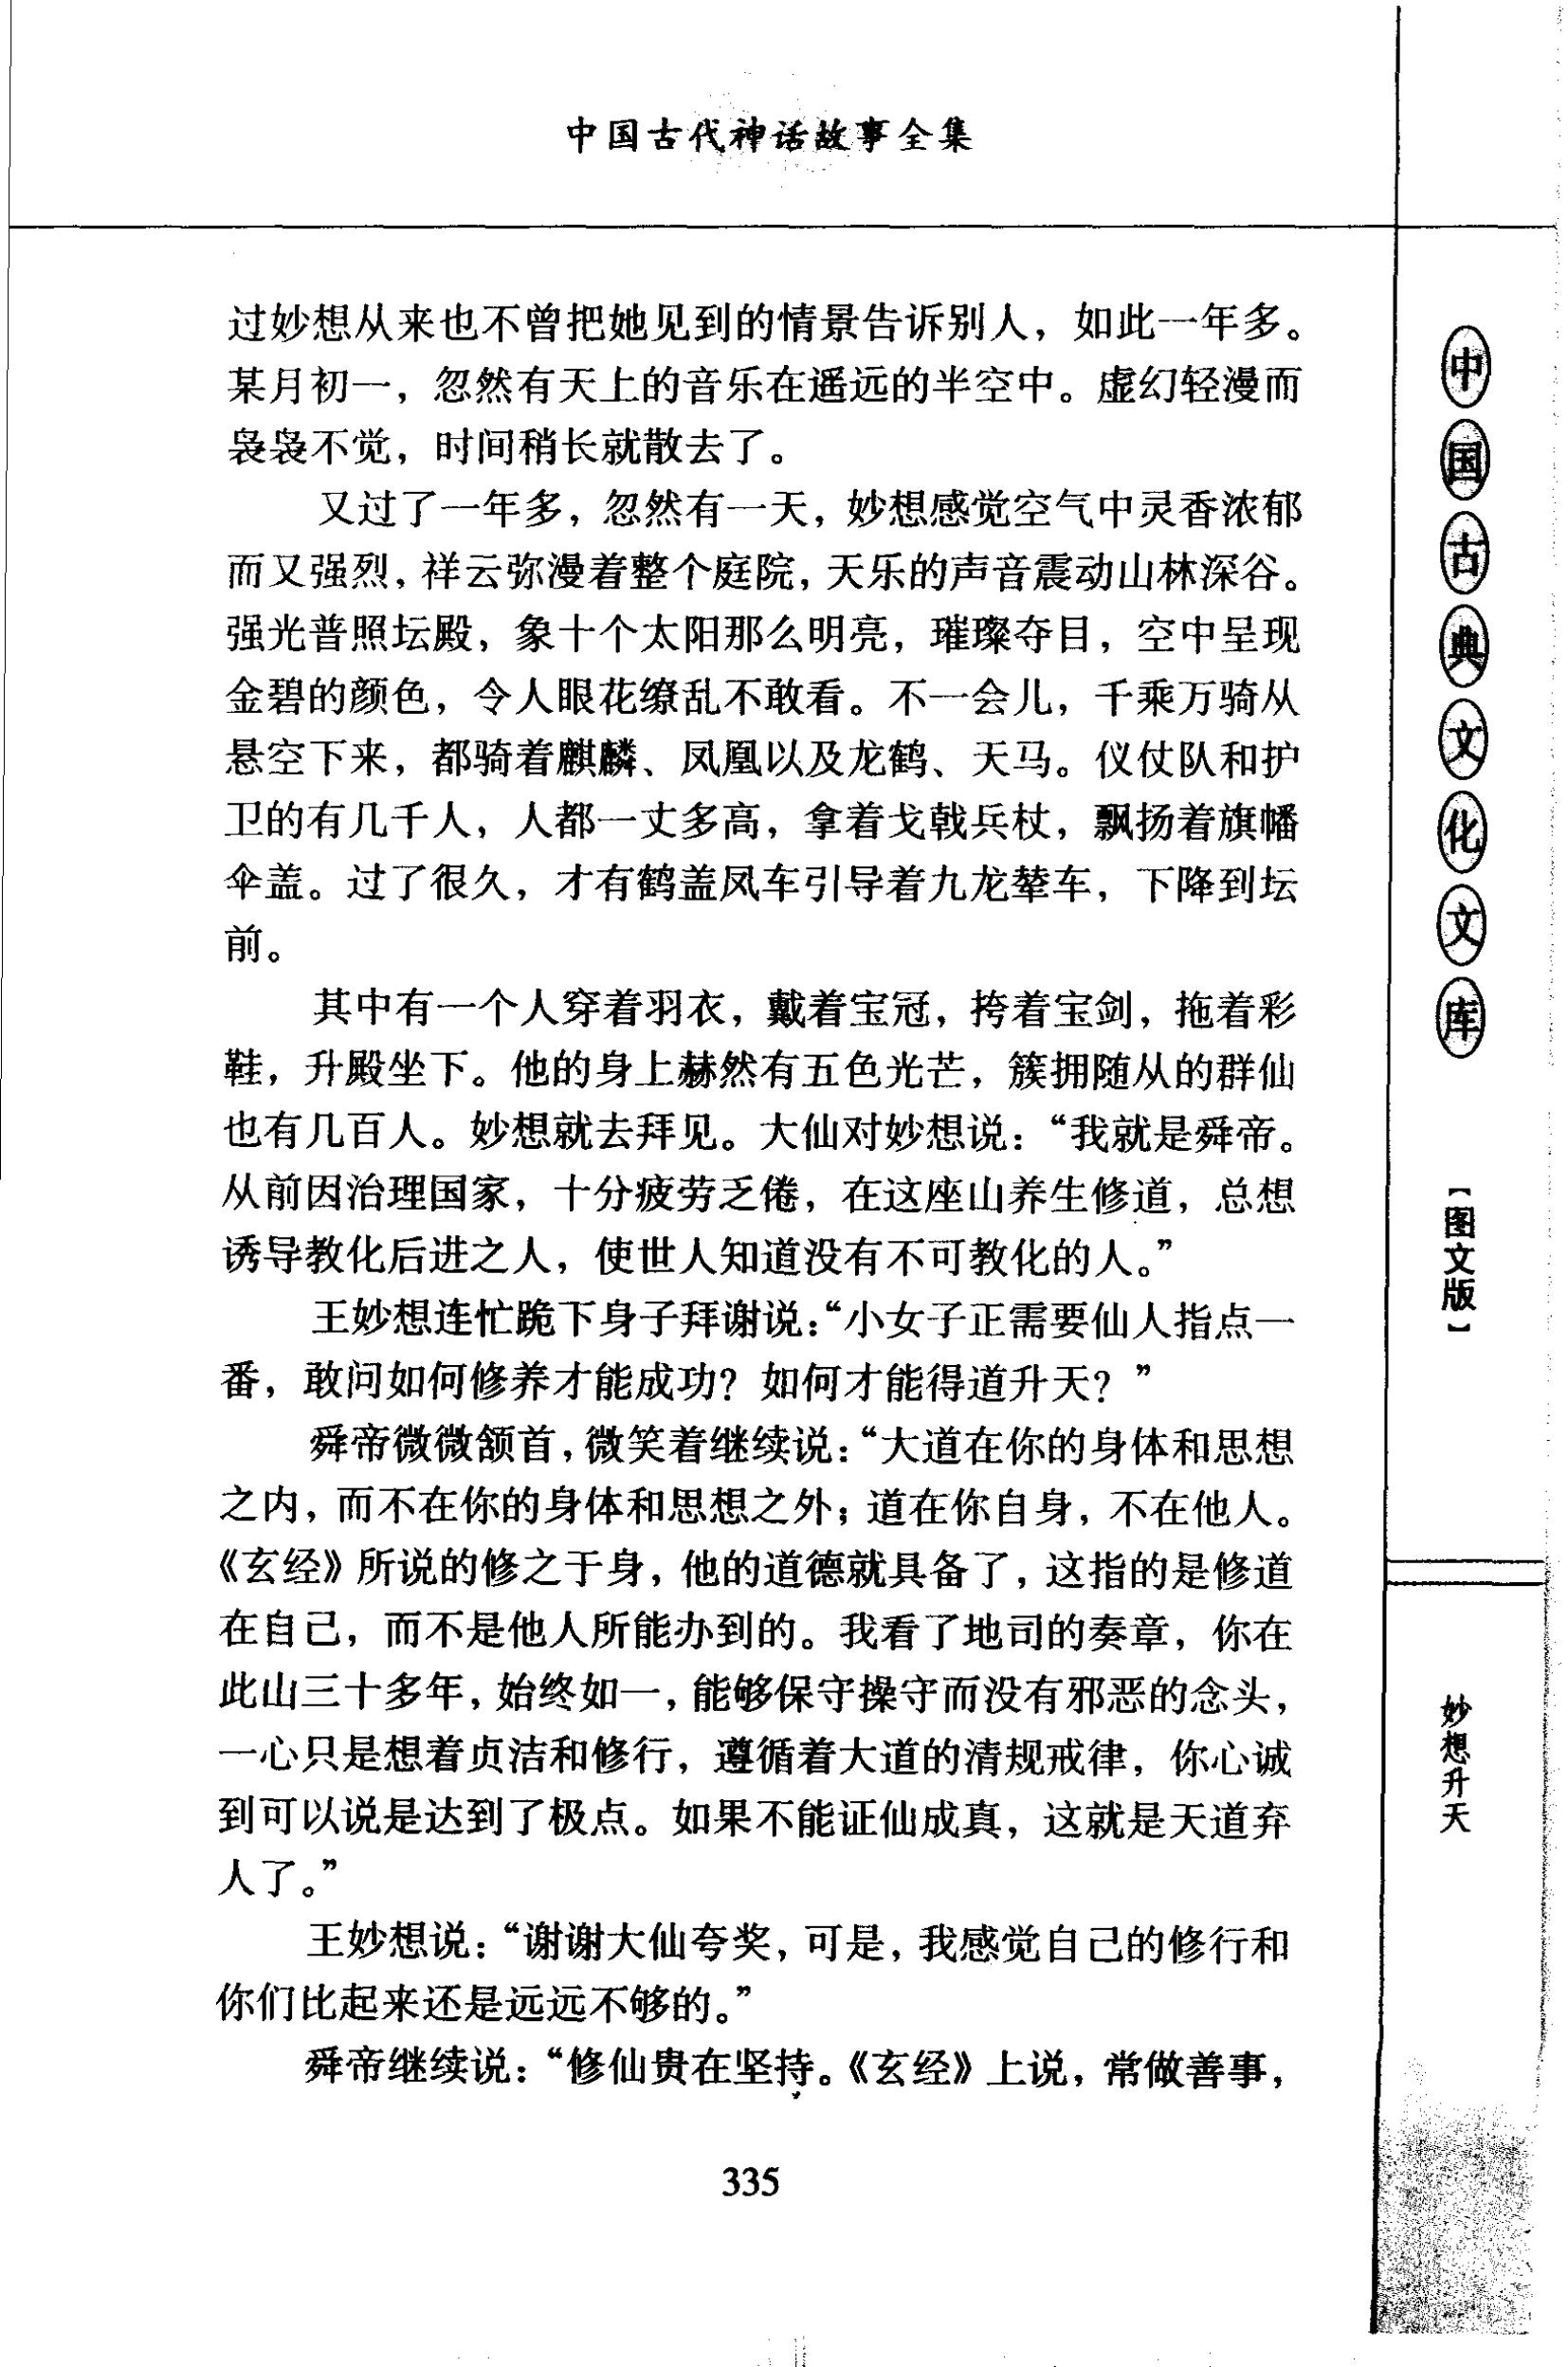 中国古代神话故事全集
过妙想从来也不曾把她见到的情景告诉别人，如此一年多。
某月初一，忽然有天上的音乐在遥远的半空中。虚幻轻漫而
袅袅不觉，时间稍长就散去了。
又过了一年多，忽然有一天，妙想感觉空气中灵香浓郁
而又强烈，祥云弥漫着整个庭院，天乐的声音震动山林深谷。
强光普照坛殿，象十个太阳那么明亮，璀璨夺目，空中呈现
金碧的颜色，令人眼花缭乱不敢看。不一会儿，千乘万骑从
悬空下来，都骑着麒麟、凤凰以及龙鹤、天马。仪仗队和护
卫的有几千人，人都一丈多高，拿着戈戟兵杖，飘扬着旗幡
伞盖。过了很久，才有鹤盖凤车引导着九龙辇车，下降到坛
前。
其中有一个人穿着羽衣，戴着宝冠，挎着宝剑，拖着彩
鞋，升殿坐下。他的身上赫然有五色光芒，簇拥随从的群仙
也有几百人。妙想就去拜见。大仙对妙想说：“我就是舜帝。
从前因治理国家，十分疲劳乏倦，在这座山养生修道，总想
诱导教化后进之人，使世人知道没有不可教化的人。”
王妙想连忙跪下身子拜谢说：“小女子正需要仙人指点一
番，敢问如何修养才能成功？如何才能得道升天？”
舜帝微微颔首，微笑着继续说：“大道在你的身体和思想
之内，而不在你的身体和思想之外；道在你自身，不在他人。
《玄经》所说的修之于身，他的道德就具备了，这指的是修道
在自己，而不是他人所能办到的。我看了地司的奏章，你在
此山三十多年，始终如一，能够保守操守而没有邪恶的念头，
一心只是想着贞洁和修行，遵循着大道的清规戒律，你心诚
到可以说是达到了极点。如果不能证仙成真，这就是天道弃
人了。”
王妙想说：“谢谢大仙夸奖，可是，我感觉自己的修行和
你们比起来还是远远不够的。”
舜帝继续说：“修仙贵在坚持。《玄经》上说，常做善事，
335
中国古典文化文库
【图文版】
妙想升天